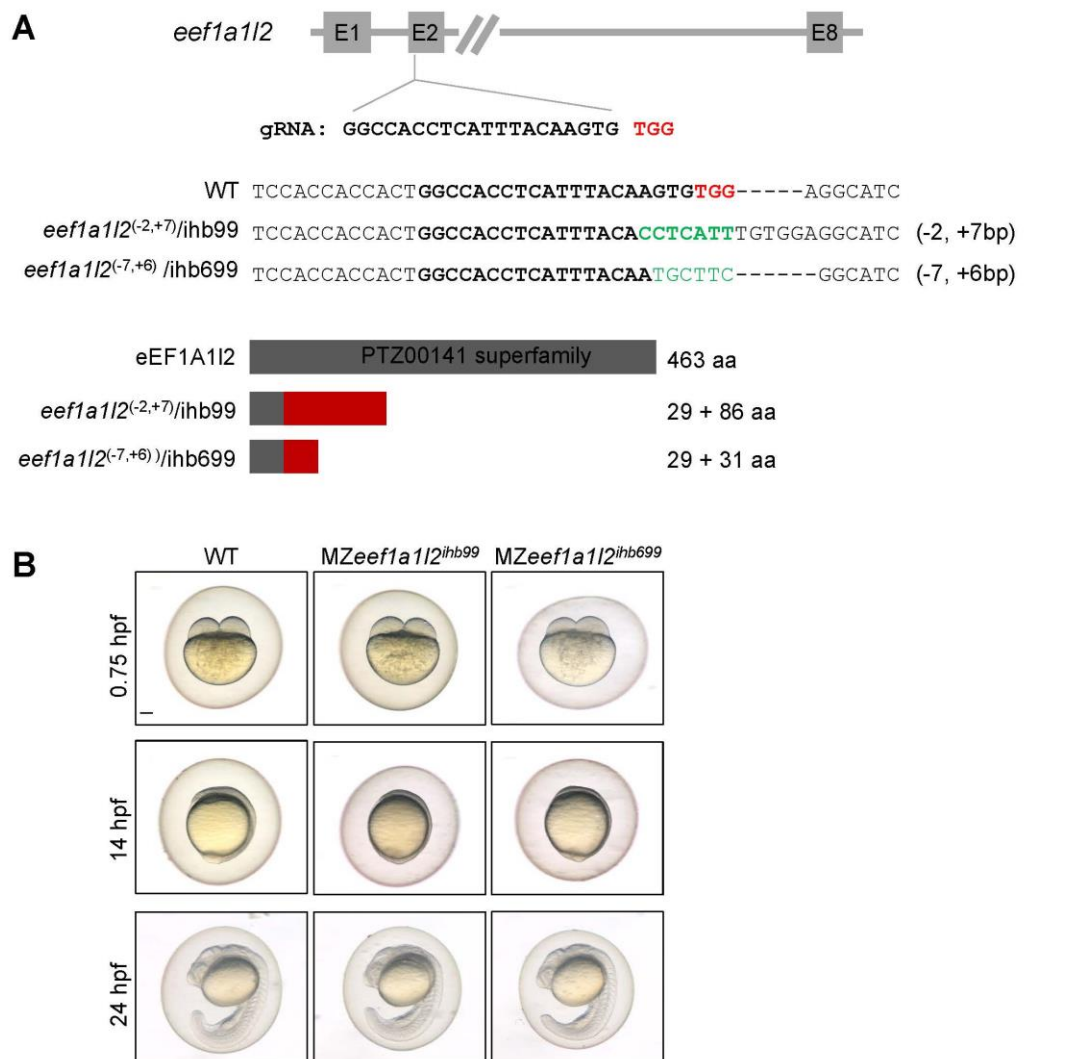 A
eef1a1l2
E1 E2 E8
gRNA: GGCCACCTCATTTACAAGTG TGG
WT TCCACCACCACTGGCCACCTCATTTACAAGTGTGG-----AGGCATC
eef1a1l2(-2,+7)/ihb99 TCCACCACCACTGGCCACCTCATTTACACCTCATTTGTGGAGGCATC (-2, +7bp)
eef1a1l2(-7,+6) /ihb699 TCCACCACCACTGGCCACCTCATTTACAATGCTTC------GGCATC (-7, +6bp)
eEF1A1l2 PTZ00141 superfamily 463 aa
eef1a1l2(-2,+7)/ihb99 29 + 86 aa
eef1a1l2(-7,+6) )/ihb699 29 + 31 aa
B
WT MZeef1a1l2ihb99 MZeef1a1l2ihb699
0.75 hpf
14 hpf
24 hpf